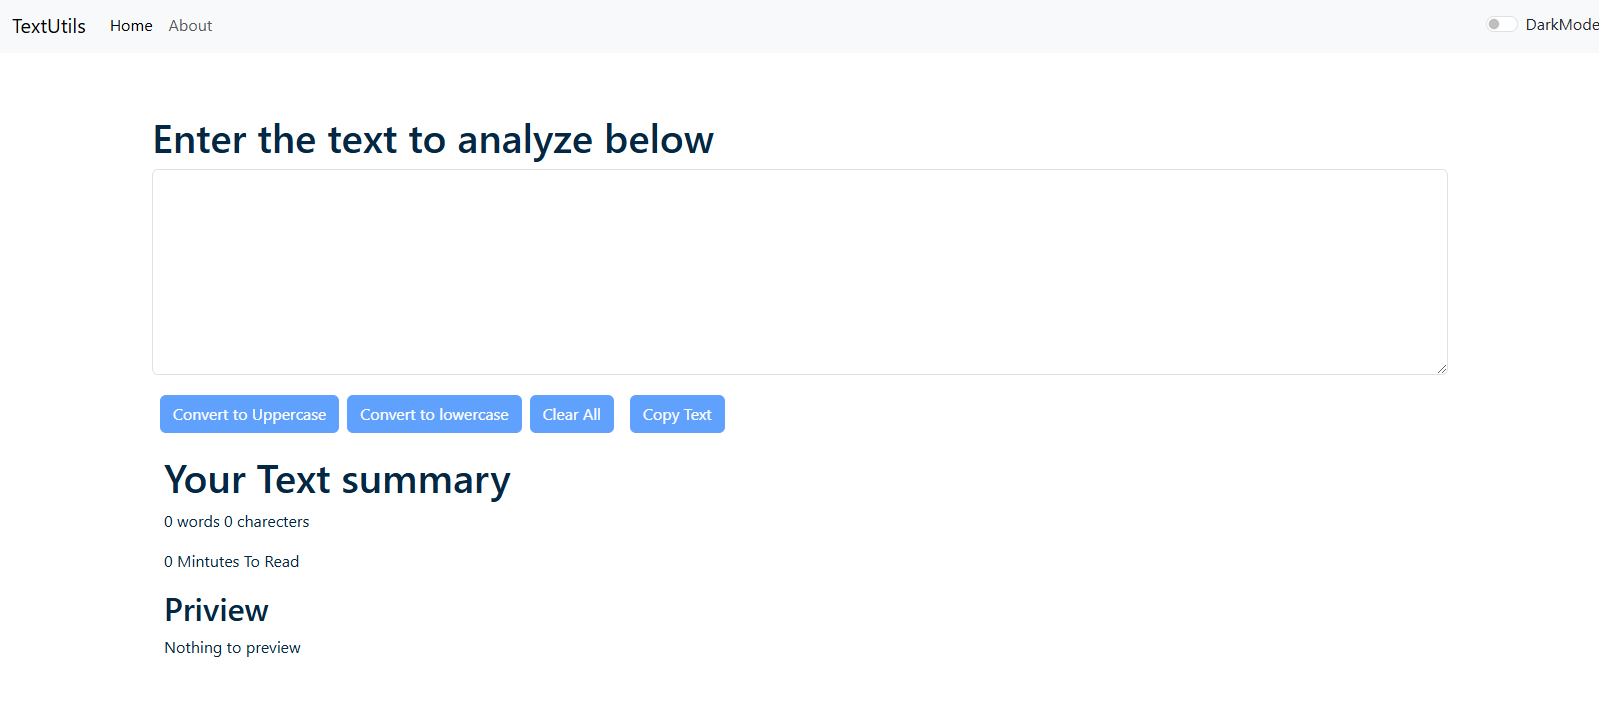 TextUtils Home About DarkMode
Enter the text to analyze below
Convert to Uppercase Convert to lowercase Clear All Copy Text
Your Text summary
0 words 0 charecters
0 Mintutes To Read
Priview
Nothing to preview